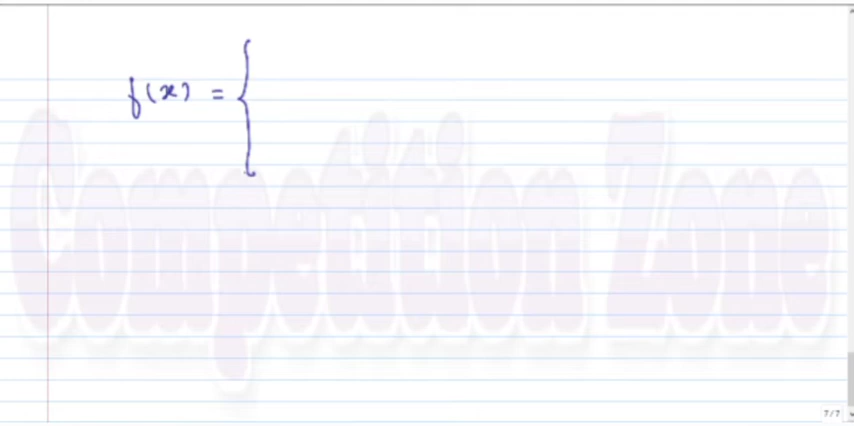 f(x) = {
Competition Zone
7/7